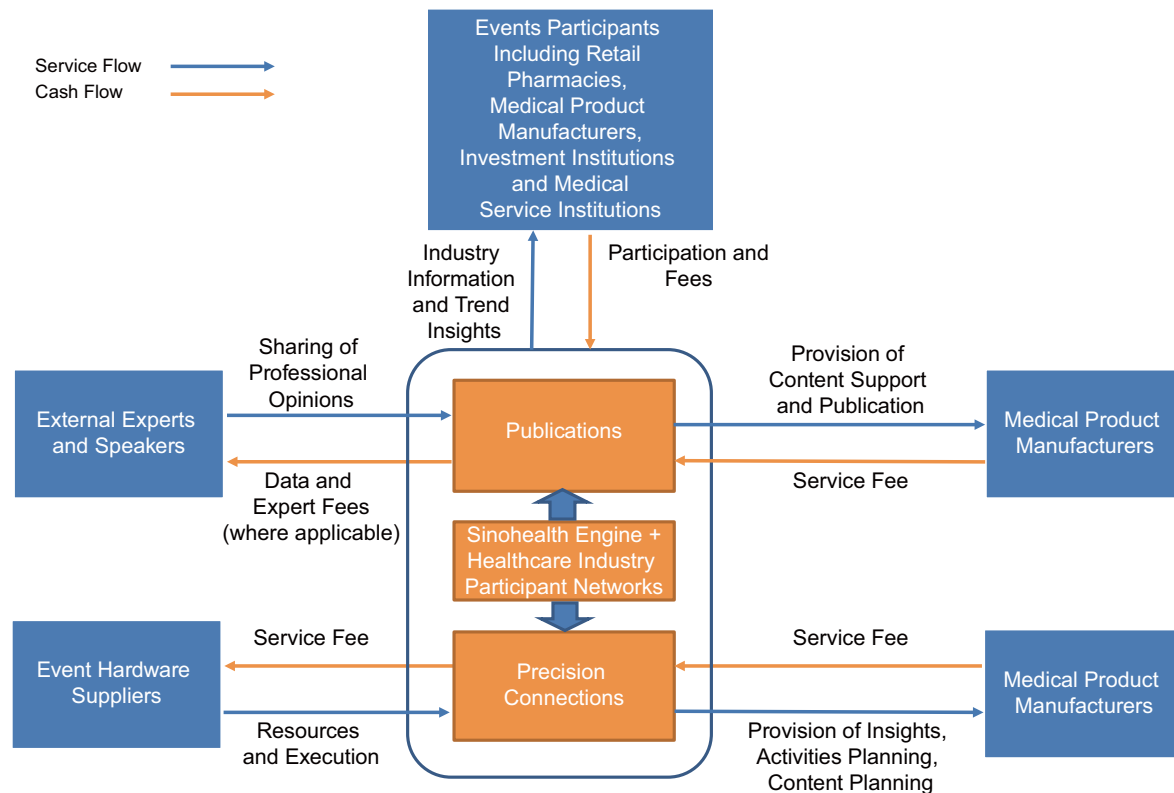 Service Flow
Cash Flow
Events Participants
Including Retail
Pharmacies,
Medical Product
Manufacturers,
Investment Institutions
and Medical
Service Institutions
Industry
Information
and Trend
Insights
Participation and
Fees
Sharing of
Professional
Opinions
Provision of
Content Support
and Publication
External Experts
and Speakers
Publications
Medical Product
Manufacturers
Data and
Expert Fees
(where applicable)
Service Fee
Sinohealth Engine +
Healthcare Industry
Participant Networks
Service Fee
Service Fee
Event Hardware
Suppliers
Precision
Connections
Medical Product
Manufacturers
Resources
and Execution
Provision of Insights,
Activities Planning,
Content Planning